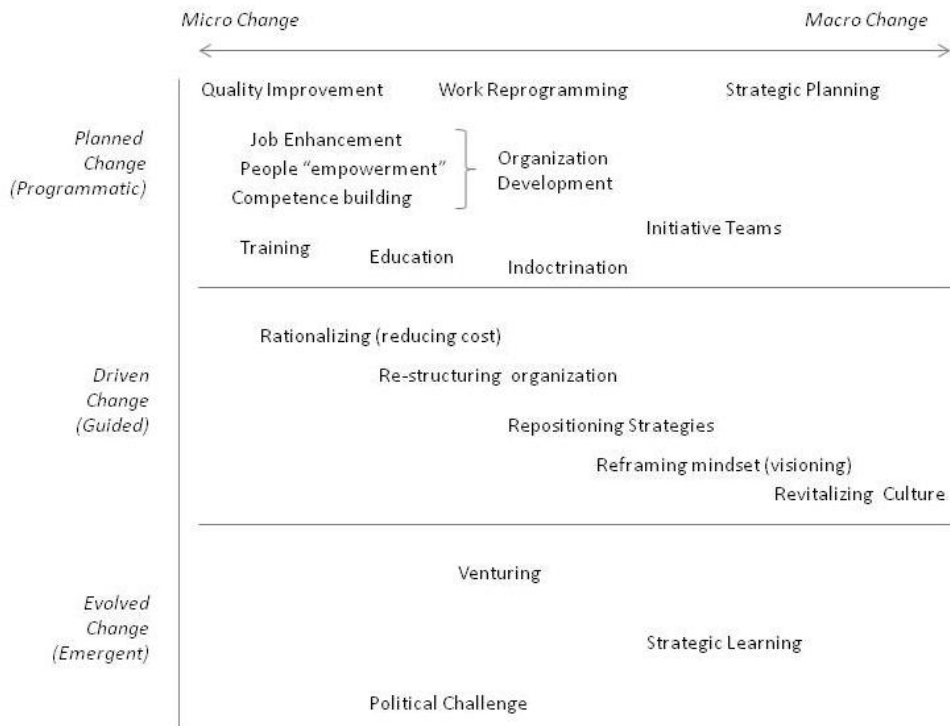 Micro Change Macro Change
Quality Improvement Work Reprogramming Strategic Planning
Planned
Change
(Programmatic)
Job Enhancement
People “empowerment”
Competence building
Organization
Development
Initiative Teams
Training
Education
Indoctrination
Driven
Change
(Guided)
Rationalizing (reducing cost)
Re-structuring organization
Repositioning Strategies
Reframing mindset (visioning)
Revitalizing Culture
Evolved
Change
(Emergent)
Venturing
Strategic Learning
Political Challenge